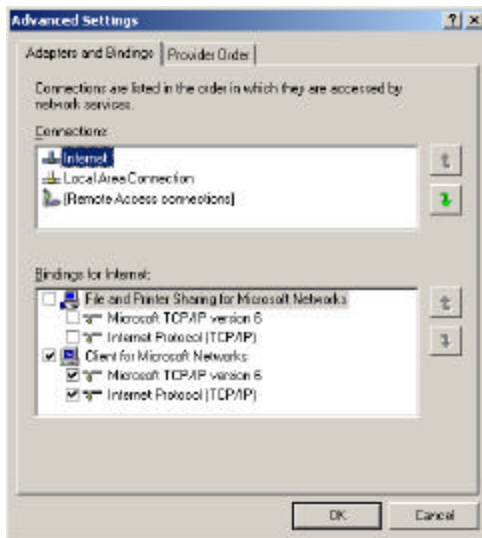 Advanced Settings
Adapters and Bindings
Provider Order
Connections are listed in the order in which they are accessed by
network services.
Connections:
Internet
Local Area Connection
[Remote Access connections]
Bindings for Internet:
File and Printer Sharing for Microsoft Networks
Microsoft TCP/IP version 6
Internet Protocol (TCP/IP)
Client for Microsoft Networks
Microsoft TCP/IP version 6
Internet Protocol (TCP/IP)
OK
Cancel